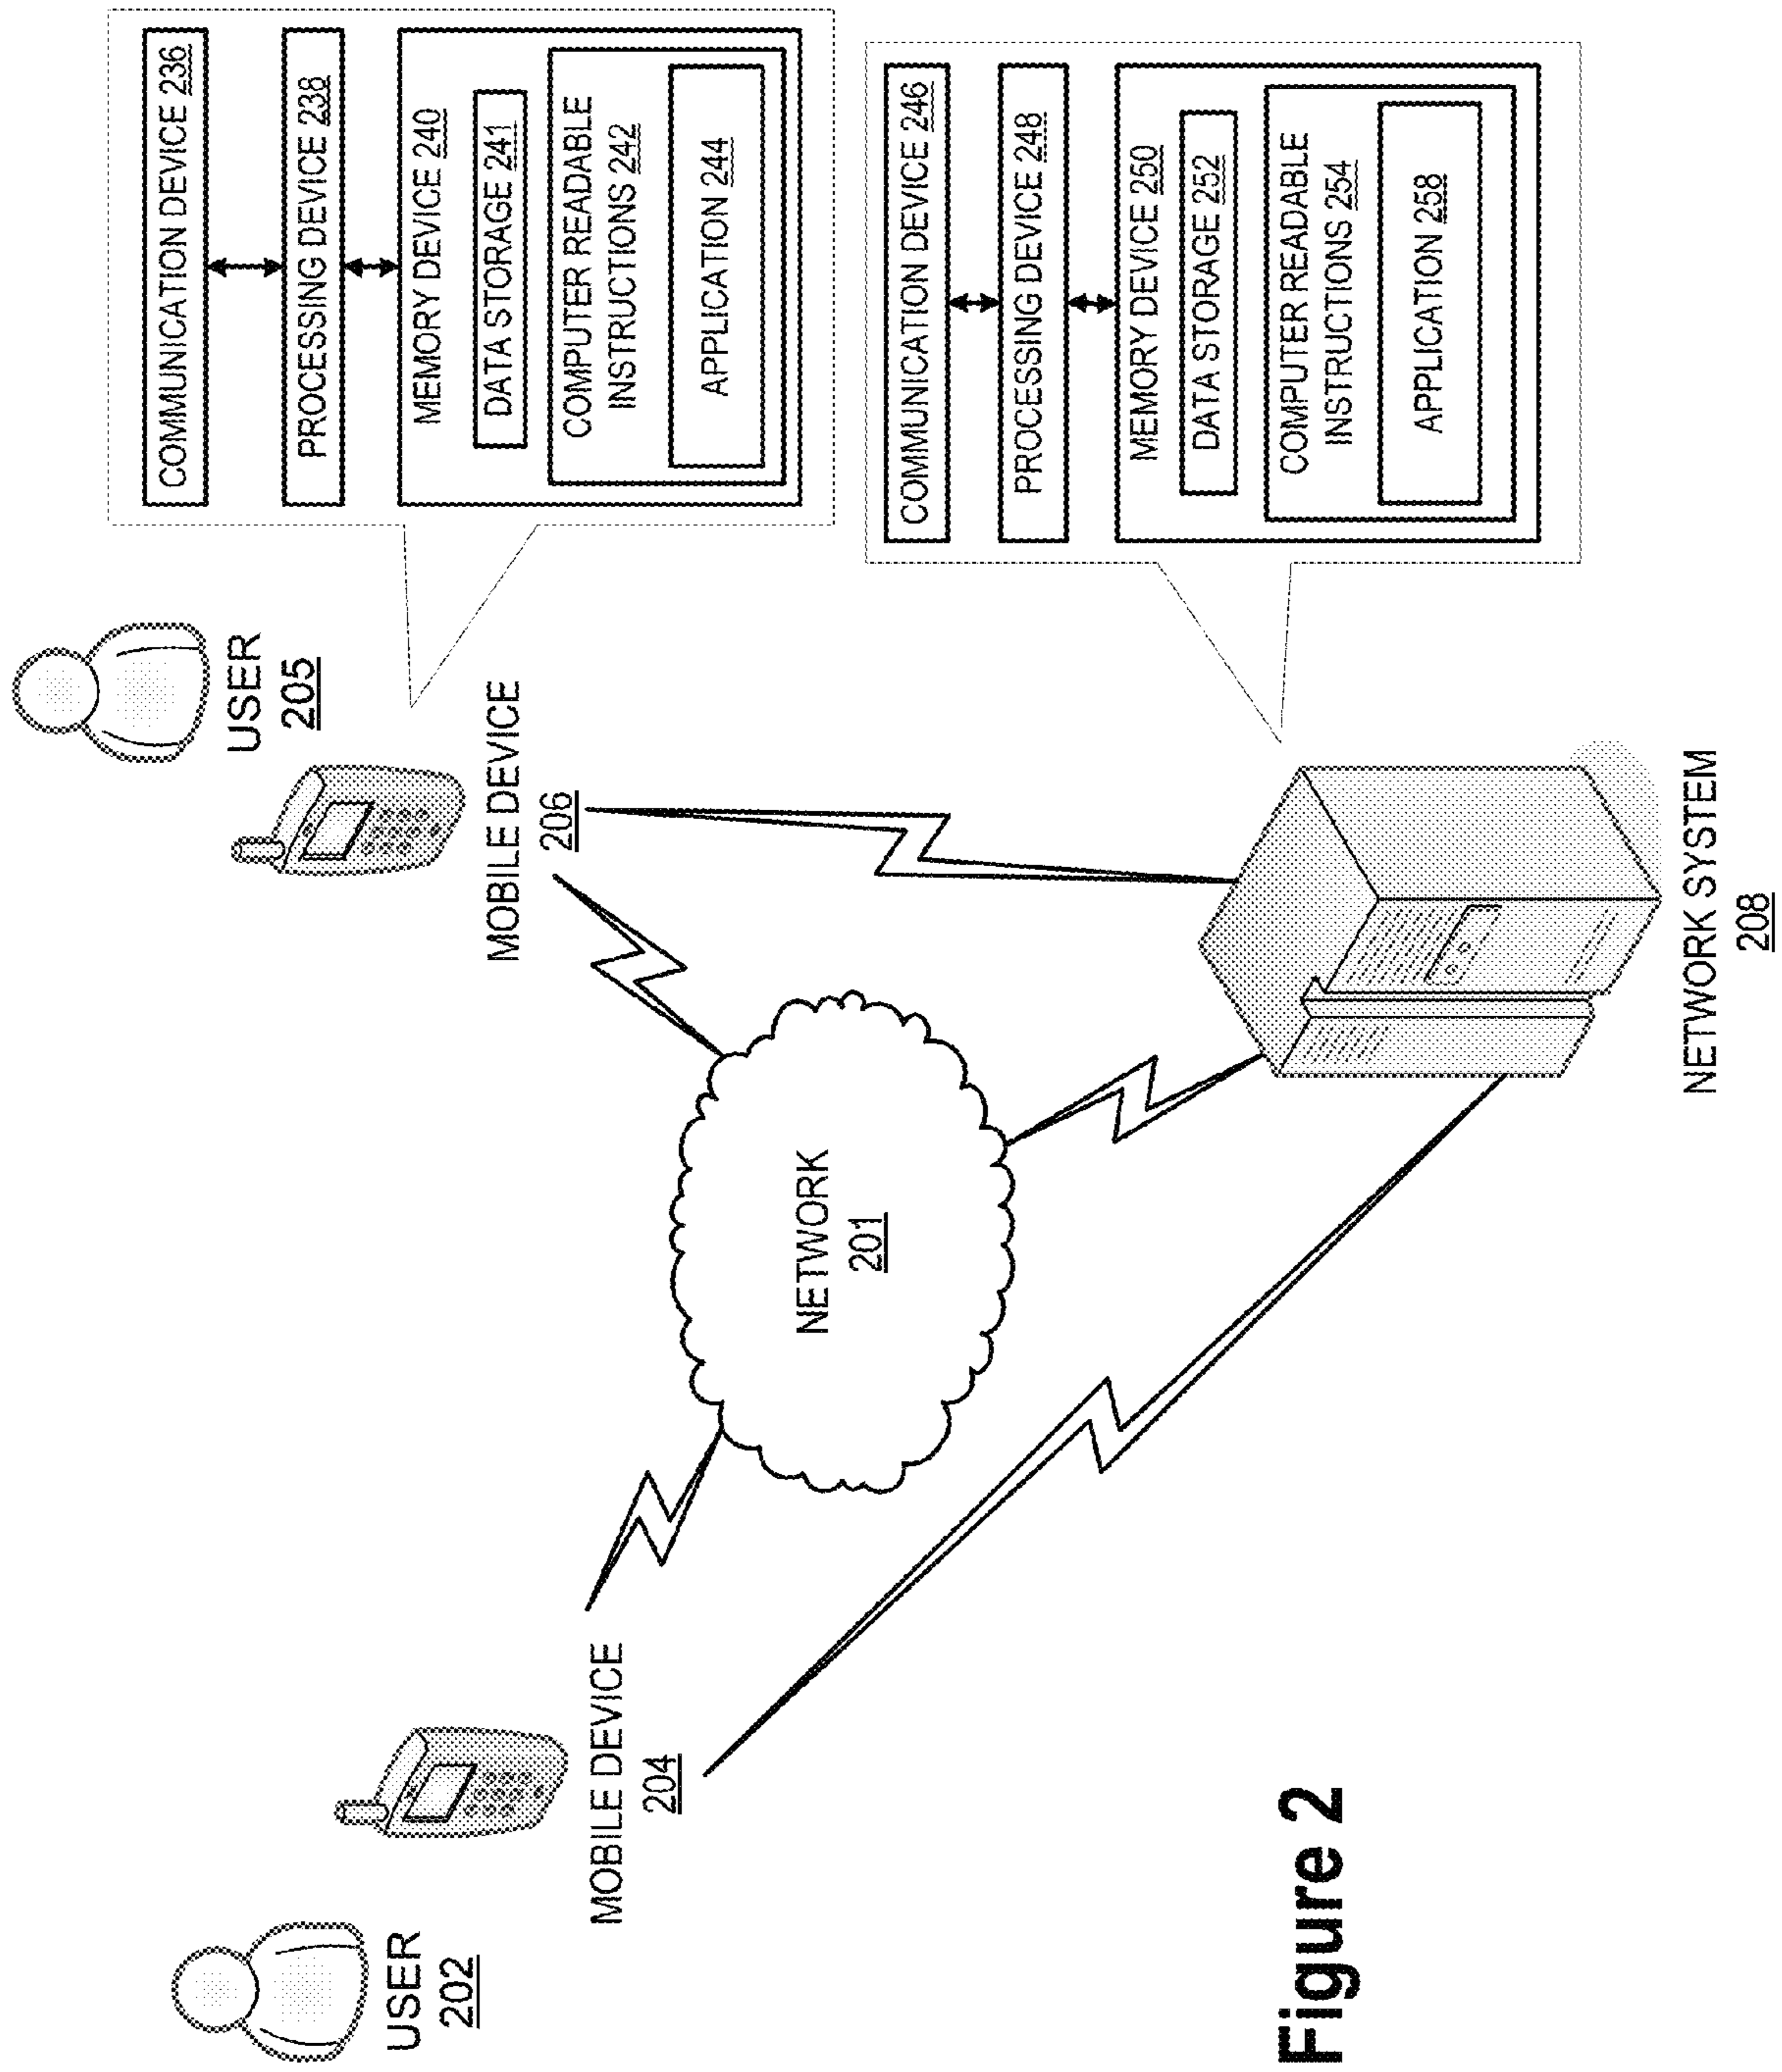 USER
202
MOBILE DEVICE
204
NETWORK
201
USER
205
MOBILE DEVICE
206
NETWORK SYSTEM
208
COMMUNICATION DEVICE 236
PROCESSING DEVICE 238
MEMORY DEVICE 240
DATA STORAGE 241
COMPUTER READABLE
INSTRUCTIONS 242
APPLICATION 244
COMMUNICATION DEVICE 246
PROCESSING DEVICE 248
MEMORY DEVICE 250
DATA STORAGE 252
COMPUTER READABLE
INSTRUCTIONS 254
APPLICATION 258
Figure 2